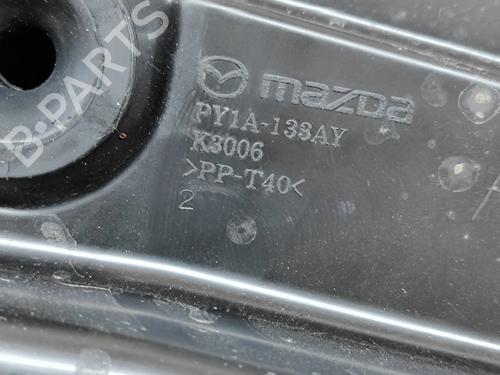 B-PARTS
mazda
PY1A-133AY
K3006
>PP-T40<
2